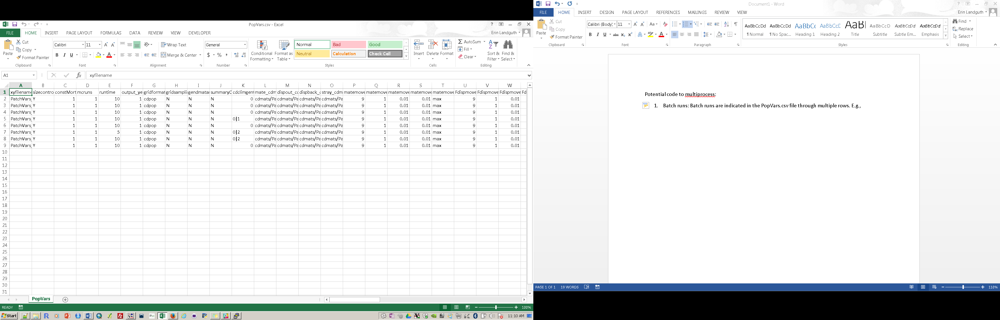 PopVars.csv - Excel
FILE HOME INSERT PAGE LAYOUT FORMULAS DATA REVIEW VIEW DEVELOPER
Erin Landguth
Paste
Cut
Copy
Format Painter
Clipboard
Calibri 11
B I U
Font
Wrap Text
Merge & Center
Alignment
General
$ % ,
Number
Conditional Formatting
Format as Table
Normal Bad Good
Neutral Calculation Check Cell
Styles
Insert Delete Format
Cells
AutoSum
Fill
Clear
Sort & Filter
Find & Select
Editing
A1 fx xyfilename
A B C D E F G H I J K L M N O P Q R S T U V W
1 xyfilename sizecontro constMort mcruns runtime output_ye gridformat gridsampli gendmatar summaryC cdclimgent mate_cdm dispout_cd dispback_c stray_cdm matemove matemove matemove matemove matemove Fdispmove Fdispmove Fdispmove Fd
2 PatchVars_ Y 1 1 10 1 cdpop N N N 0 cdmats/Pa cdmats/Pa cdmats/Pa cdmats/Pa 9 1 0.01 0.01 max 9 1 0.01
3 PatchVars_ Y 1 1 10 1 cdpop N N N 0 cdmats/Pa cdmats/Pa cdmats/Pa cdmats/Pa 9 1 0.01 0.01 max 9 1 0.01
4 PatchVars_ Y 1 1 10 1 cdpop N N N 0 cdmats/Pa cdmats/Pa cdmats/Pa cdmats/Pa 9 1 0.01 0.01 max 9 1 0.01
5 PatchVars_ Y 1 1 10 1 cdpop N N N 0|1 cdmats/Pa cdmats/Pa cdmats/Pa cdmats/Pa 9 1 0.01 0.01 max 9 1 0.01
6 PatchVars_ Y 1 1 10 1 cdpop N N N 0 cdmats/Pa cdmats/Pa cdmats/Pa cdmats/Pa 9 1 0.01 0.01 max 9 1 0.01
7 PatchVars_ Y 1 1 5 1 cdpop N N N 0|2 cdmats/Pa cdmats/Pa cdmats/Pa cdmats/Pa 9 1 0.01 0.01 max 9 1 0.01
8 PatchVars_ Y 1 1 10 1 cdpop N N N 0|2 cdmats/Pa cdmats/Pa cdmats/Pa cdmats/Pa 9 1 0.01 0.01 max 9 1 0.01
9 PatchVars_ Y 1 1 10 1 cdpop N N N 0 cdmats/Pa cdmats/Pa cdmats/Pa cdmats/Pa 9 1 0.01 0.01 max 9 1 0.01
10
11
12
13
14
15
16
17
18
19
20
21
22
23
24
25
26
27
28
29
30
31
PopVars
READY
100%
Start
11:10 AM
Document1 - Word
FILE HOME INSERT DESIGN PAGE LAYOUT REFERENCES MAILINGS REVIEW VIEW
Erin Landguth
Paste
Cut
Copy
Format Painter
Clipboard
Calibri (Body) 11
B I U abc x₂ x²
Font
Paragraph
AaBbCcDd AaBbCcDd AaBbCc AaBbCcC AaBl AaBbCcD AaBbCcDd AaBbCcDd
¶ Normal ¶ No Spac... Heading 1 Heading 2 Title Subtitle Subtle Em... Emphasis
Styles
Find
Replace
Select
Editing
Potential code to multiprocess:
1. Batch runs: Batch runs are indicated in the PopVars.csv file through multiple rows. E.g.,
PAGE 1 OF 1 19 WORDS
110%